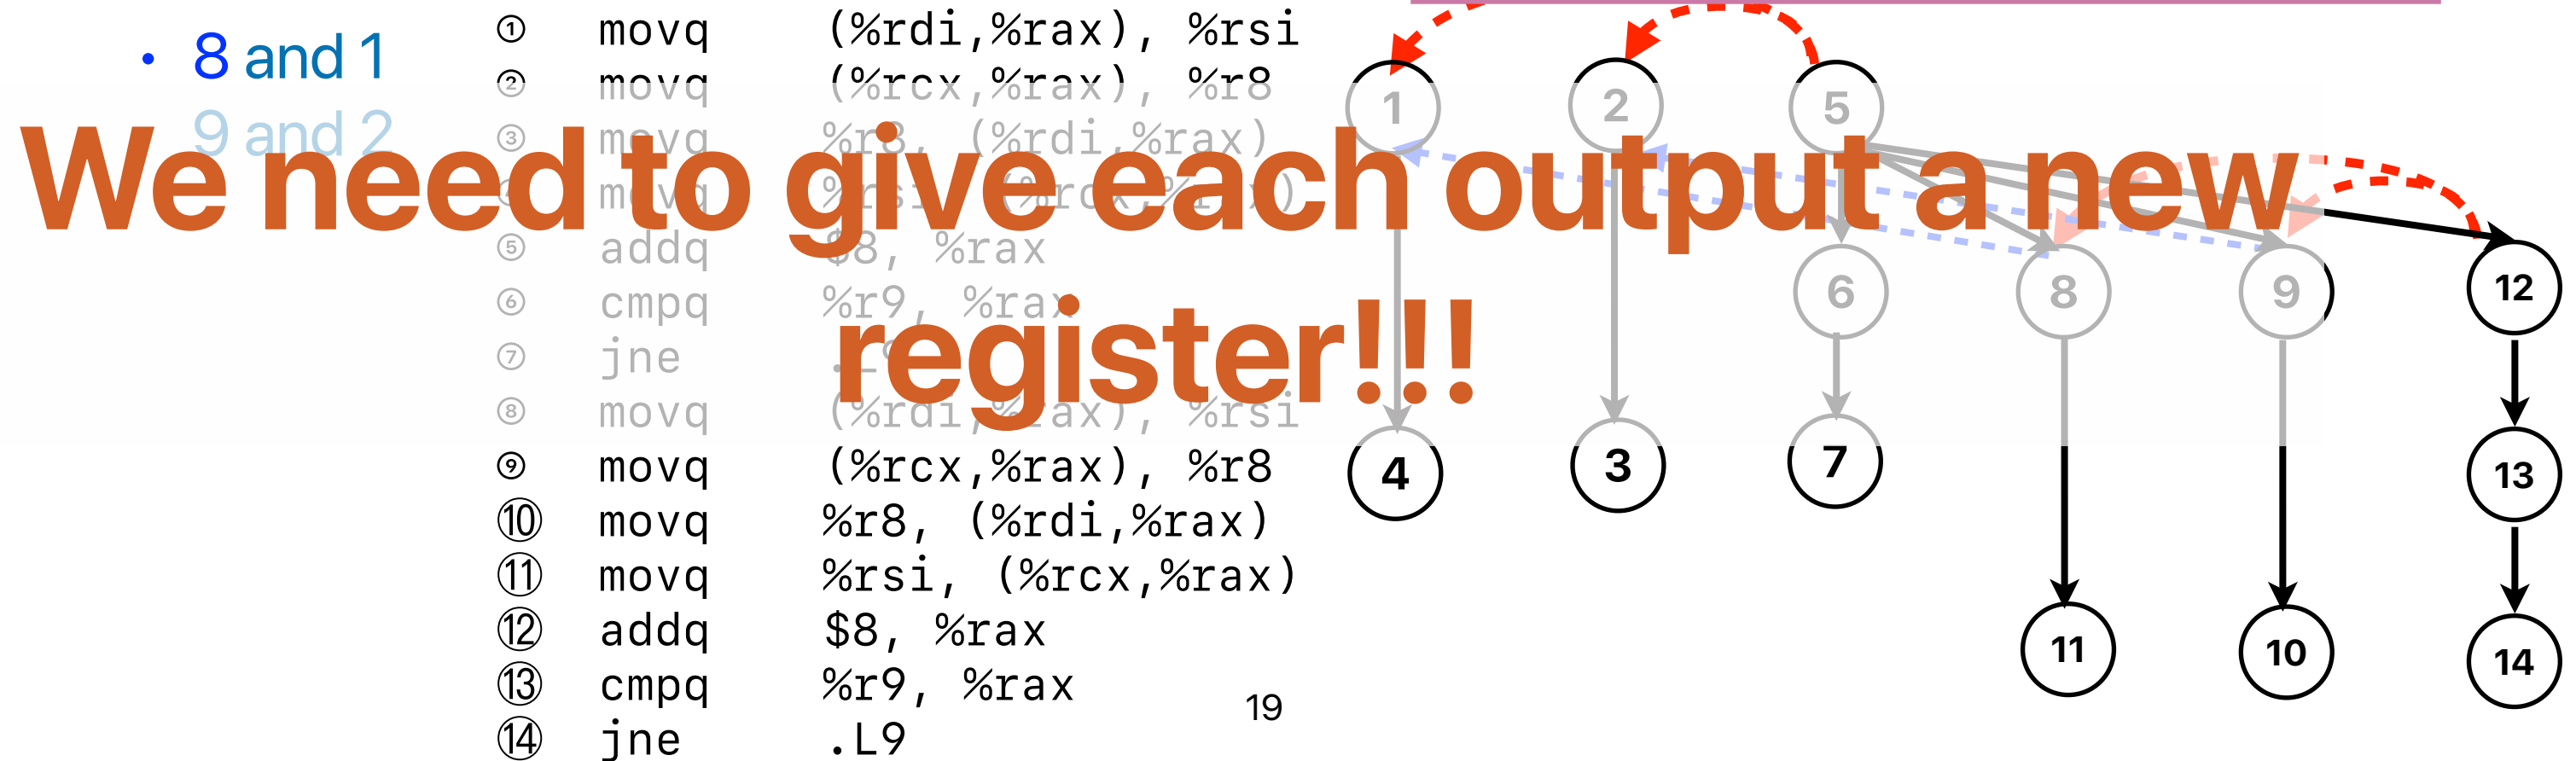 • 8 and 1
9 and 2
① movq (%rdi,%rax), %rsi
② movq (%rcx,%rax), %r8
③ movq %r8, (%rdi,%rax)
④ movq %rsi, (%rcx,%rax)
⑤ addq $8, %rax
⑥ cmpq %r9, %rax
⑦ jne .L9
⑧ movq (%rdi,%rax), %rsi
⑨ movq (%rcx,%rax), %r8
⑩ movq %r8, (%rdi,%rax)
⑪ movq %rsi, (%rcx,%rax)
⑫ addq $8, %rax
⑬ cmpq %r9, %rax
⑭ jne .L9
We need to give each output a new
register!!!
1 2 5
6 8 9 12
4 3 7 13
11 10 14
19